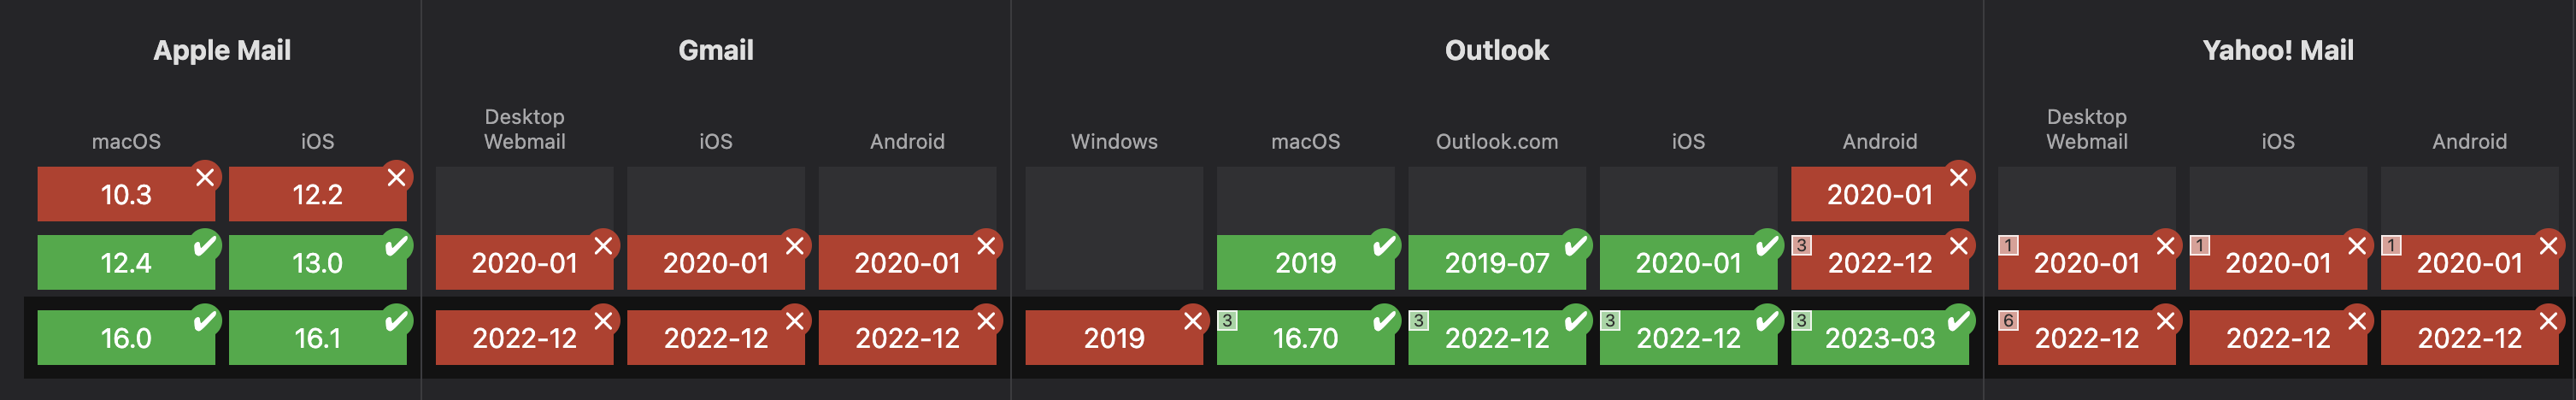 Apple Mail
Gmail
Outlook
Yahoo! Mail
macOS
iOS
Desktop
Webmail
iOS
Android
Windows
macOS
Outlook.com
iOS
Android
Desktop
Webmail
iOS
Android
10.3
12.2
2020-01
12.4
13.0
2020-01
2020-01
2020-01
2019
2019-07
2020-01
3
2022-12
1
2020-01
1
2020-01
1
2020-01
16.0
16.1
2022-12
2022-12
2022-12
2019
3
16.70
3
2022-12
3
2022-12
3
2023-03
6
2022-12
2022-12
2022-12